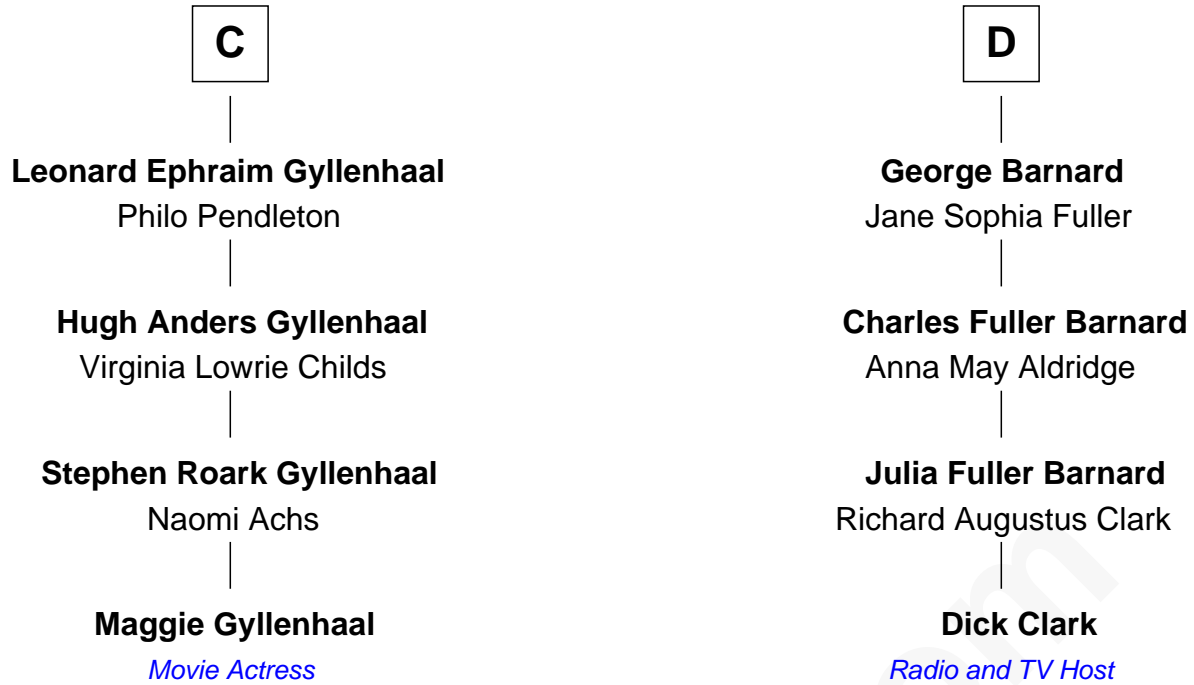 C
Leonard Ephraim Gyllenhaal
Philo Pendleton
Hugh Anders Gyllenhaal
Virginia Lowrie Childs
Stephen Roark Gyllenhaal
Naomi Achs
Maggie Gyllenhaal
Movie Actress
D
George Barnard
Jane Sophia Fuller
Charles Fuller Barnard
Anna May Aldridge
Julia Fuller Barnard
Richard Augustus Clark
Dick Clark
Radio and TV Host